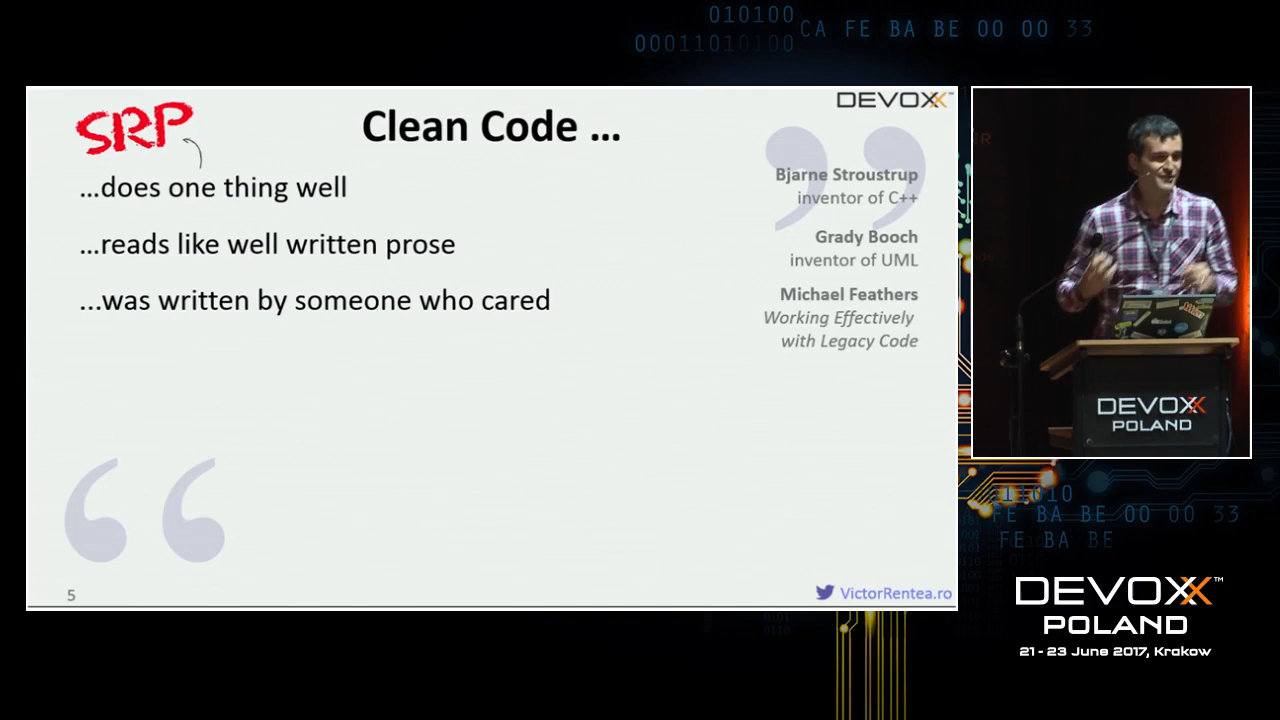 010100
00011010100
CA FE BA BE 00 00 33
SRP
Clean Code ...
DEVOXX™
...does one thing well
...reads like well written prose
...was written by someone who cared
Bjarne Stroustrup
inventor of C++
Grady Booch
inventor of UML
Michael Feathers
Working Effectively
with Legacy Code
5
VictorRentea.ro
DEVOXX
POLAND
011010
FE BA BE 00 00 33
FE BA BE
DEVOXX™
POLAND
21 - 23 June 2017, Krakow